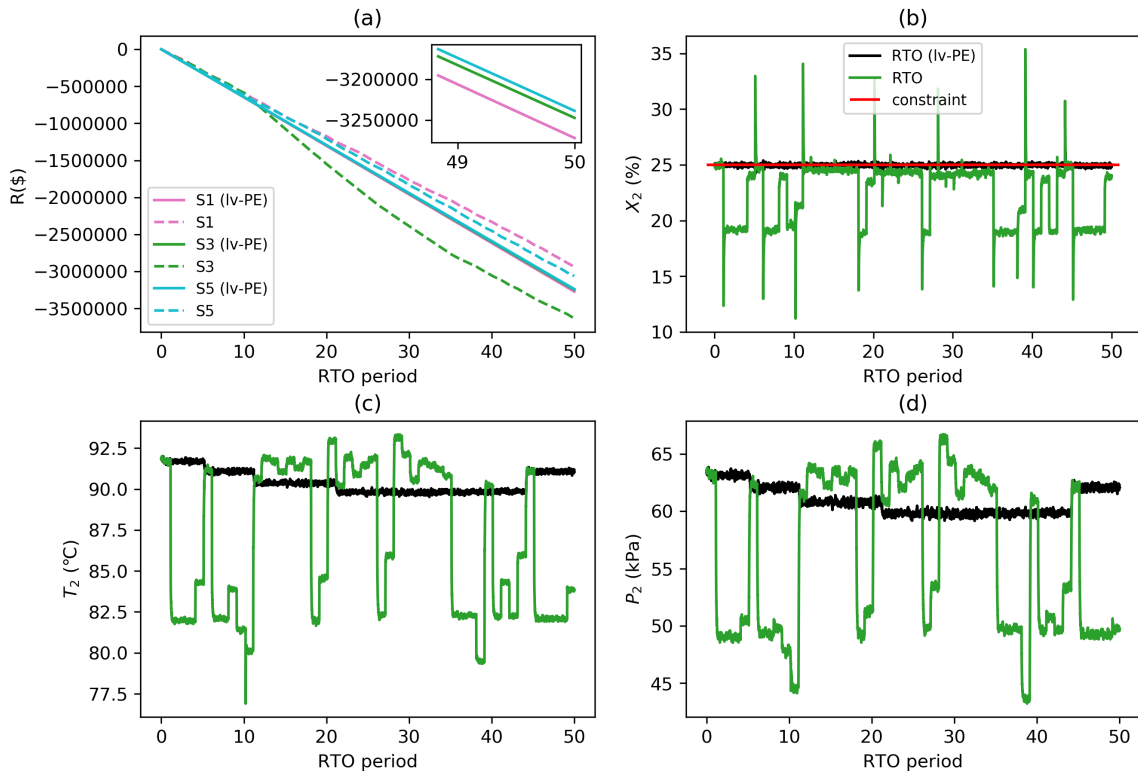 (a)
R($)
0
−500000
−1000000
−1500000
−2000000
−2500000
−3000000
−3500000
−3200000
−3250000
49 50
S1 (lv-PE)
S1
S3 (lv-PE)
S3
S5 (lv-PE)
S5
0 10 20 30 40 50
RTO period
(b)
X2 (%)
35
30
25
20
15
10
RTO (lv-PE)
RTO
constraint
0 10 20 30 40 50
RTO period
(c)
T2 (°C)
92.5
90.0
87.5
85.0
82.5
80.0
77.5
0 10 20 30 40 50
RTO period
(d)
P2 (kPa)
65
60
55
50
45
0 10 20 30 40 50
RTO period